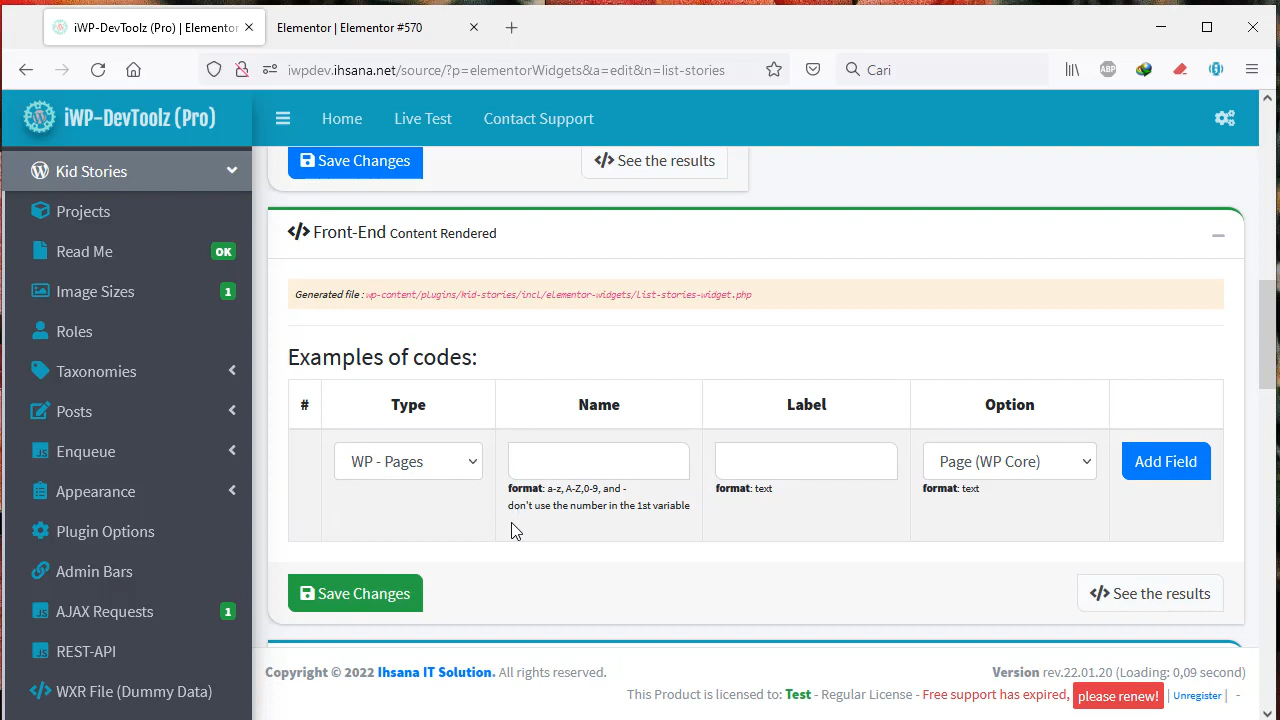 iWP-DevToolz (Pro) | Elementor
Elementor | Elementor #570
iwpdev.ihsana.net/source/?p=elementorWidgets&a=edit&n=list-stories
Cari
ABP
iWP-DevToolz (Pro)
Home
Live Test
Contact Support
Kid Stories
Projects
Read Me
OK
Image Sizes
1
Roles
Taxonomies
Posts
Enqueue
Appearance
Plugin Options
Admin Bars
AJAX Requests
1
REST-API
WXR File (Dummy Data)
Save Changes
See the results
Front-End Content Rendered
Generated file : wp-content/plugins/kid-stories/incl/elementor-widgets/list-stories-widget.php
Examples of codes:
# Type Name Label Option
WP - Pages
Page (WP Core)
Add Field
format: a-z, A-Z,0-9, and -
don't use the number in the 1st variable
format: text
format: text
Save Changes
See the results
Copyright © 2022 Ihsana IT Solution. All rights reserved.
Version rev.22.01.20 (Loading: 0,09 second)
This Product is licensed to: Test - Regular License - Free support has expired, please renew! | Unregister | -